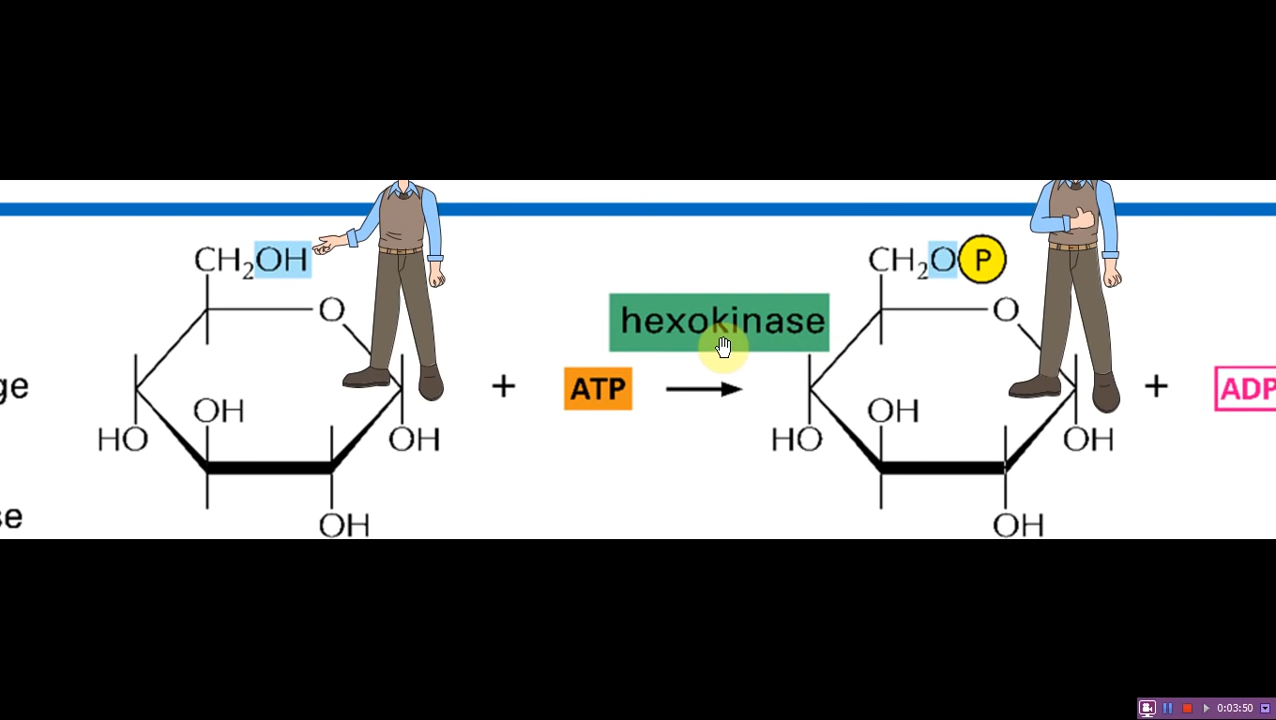 CH₂OH
O
HO
OH
OH
OH
ge
se
+
ATP
hexokinase
CH₂O P
O
HO
OH
OH
OH
+
ADP
0:03:50